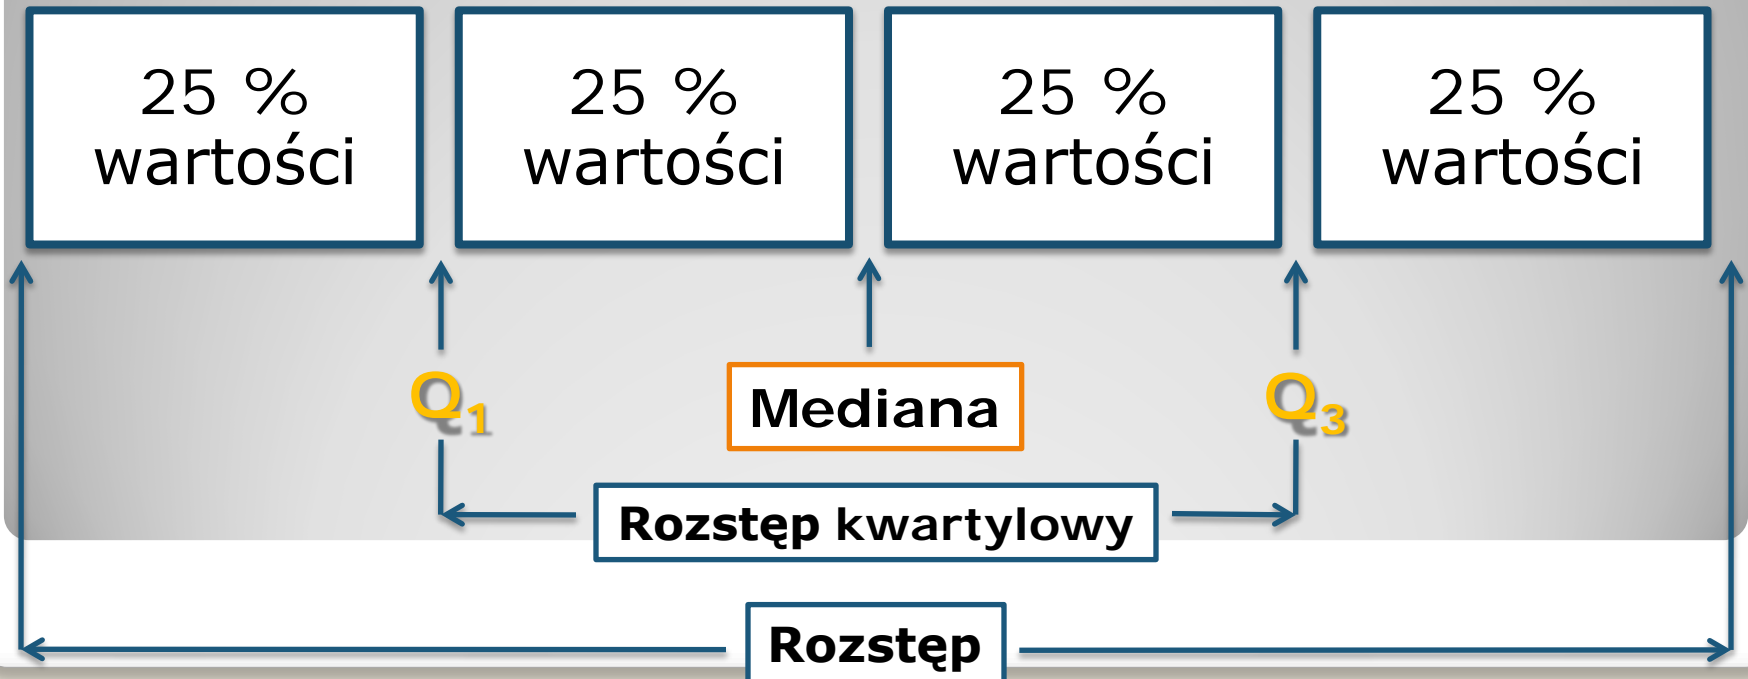 25 %
wartości
25 %
wartości
25 %
wartości
25 %
wartości
Q1
Mediana
Q3
Rozstęp kwartylowy
Rozstęp